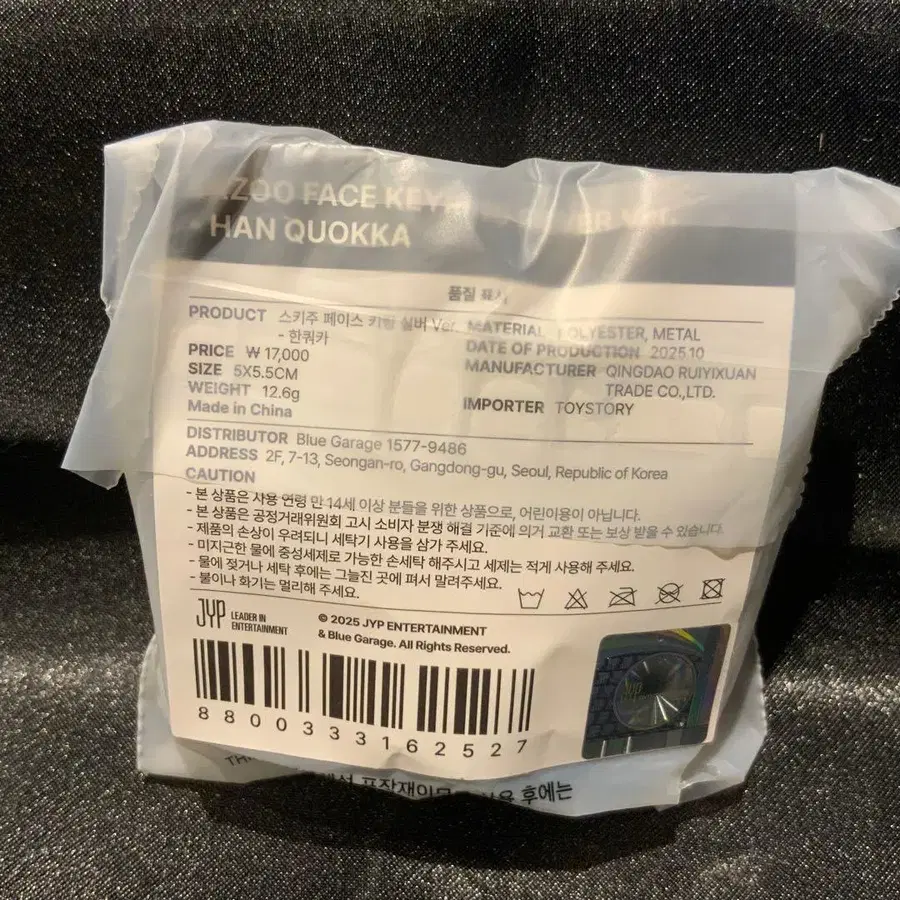 ZOO FACE KEY VER.
HAN QUOKKA
품질 표시
PRODUCT 스키주 페이스 키링 실버 Ver.
- 한쿼카
PRICE ₩ 17,000
SIZE 5X5.5CM
WEIGHT 12.6g
Made in China
MATERIAL POLYESTER, METAL
DATE OF PRODUCTION 2025.10
MANUFACTURER QINGDAO RUIYIXUAN
TRADE CO.,LTD.
IMPORTER TOYSTORY
DISTRIBUTOR Blue Garage 1577-9486
ADDRESS 2F, 7-13, Seongan-ro, Gangdong-gu, Seoul, Republic of Korea
CAUTION
- 본 상품은 사용 연령 만 14세 이상 분들을 위한 상품으로, 어린이용이 아닙니다.
- 본 상품은 공정거래위원회 고시 소비자 분쟁 해결 기준에 의거 교환 또는 보상 받을 수 있습니다.
- 제품의 손상이 우려되니 세탁기 사용을 삼가 주세요.
- 미지근한 물에 중성세제로 가능한 손세탁 해주시고 세제는 적게 사용해 주세요.
- 물에 젖거나 세탁 후에는 그늘진 곳에 펴서 말려주세요.
- 불이나 화기는 멀리해 주세요.
JYP LEADER IN
ENTERTAINMENT
© 2025 JYP ENTERTAINMENT
& Blue Garage. All Rights Reserved.
8800333162527
후에는